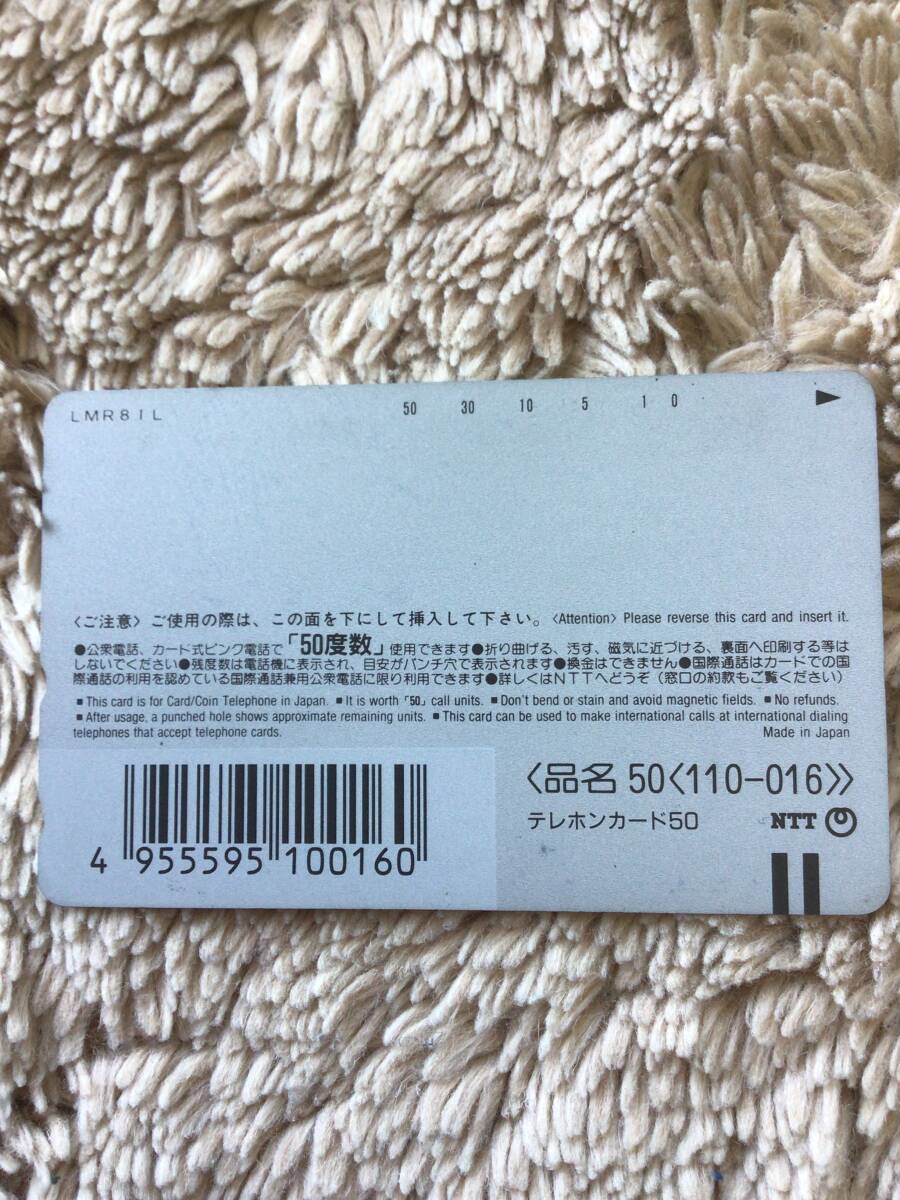 LMR81L
50 30 10 5 1 0
〈ご注意〉ご使用の際は、この面を下にして挿入して下さい。〈Attention〉Please reverse this card and insert it.
●公衆電話、カード式ピンク電話で「50度数」使用できます●折り曲げる、汚す、磁気に近づける、裏面へ印刷する等は
しないでください●残度数は電話機に表示され、目安がパンチ穴で表示されます●換金はできません●国際通話はカードでの国
際通話の利用を認めている国際通話兼用公衆電話に限り利用できます●詳しくはNTTへどうぞ（窓口の約款もご覧ください）
■This card is for Card/Coin Telephone in Japan. ■It is worth「50」call units. ■Don't bend or stain and avoid magnetic fields. ■No refunds.
■After usage, a punched hole shows approximate remaining units. ■This card can be used to make international calls at international dialing
telephones that accept telephone cards. Made in Japan
〈品名 50〈110-016〉〉
テレホンカード50 NTT
4 955595 100160